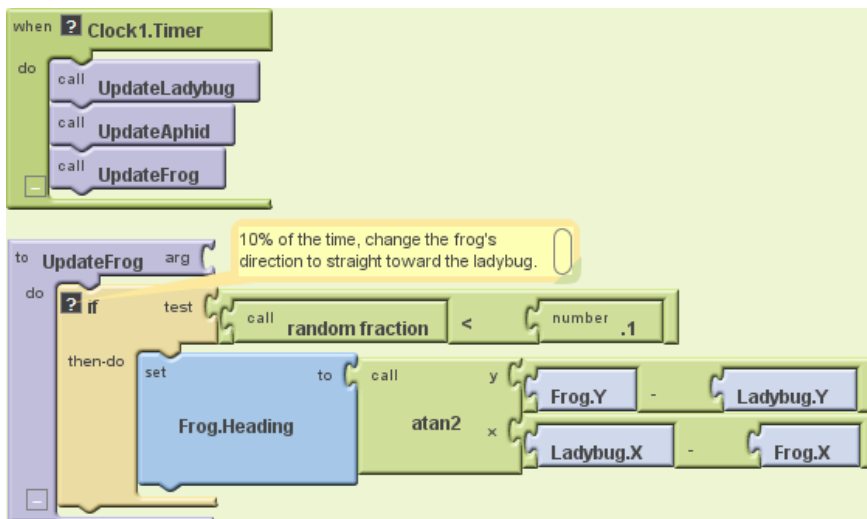 when ? Clock1.Timer
do
call UpdateLadybug
call UpdateAphid
call UpdateFrog
10% of the time, change the frog's
direction to straight toward the ladybug.
to UpdateFrog arg
do ? if test call random fraction < number .1
then-do set to call y Frog.Y - Ladybug.Y
Frog.Heading atan2
x Ladybug.X - Frog.X